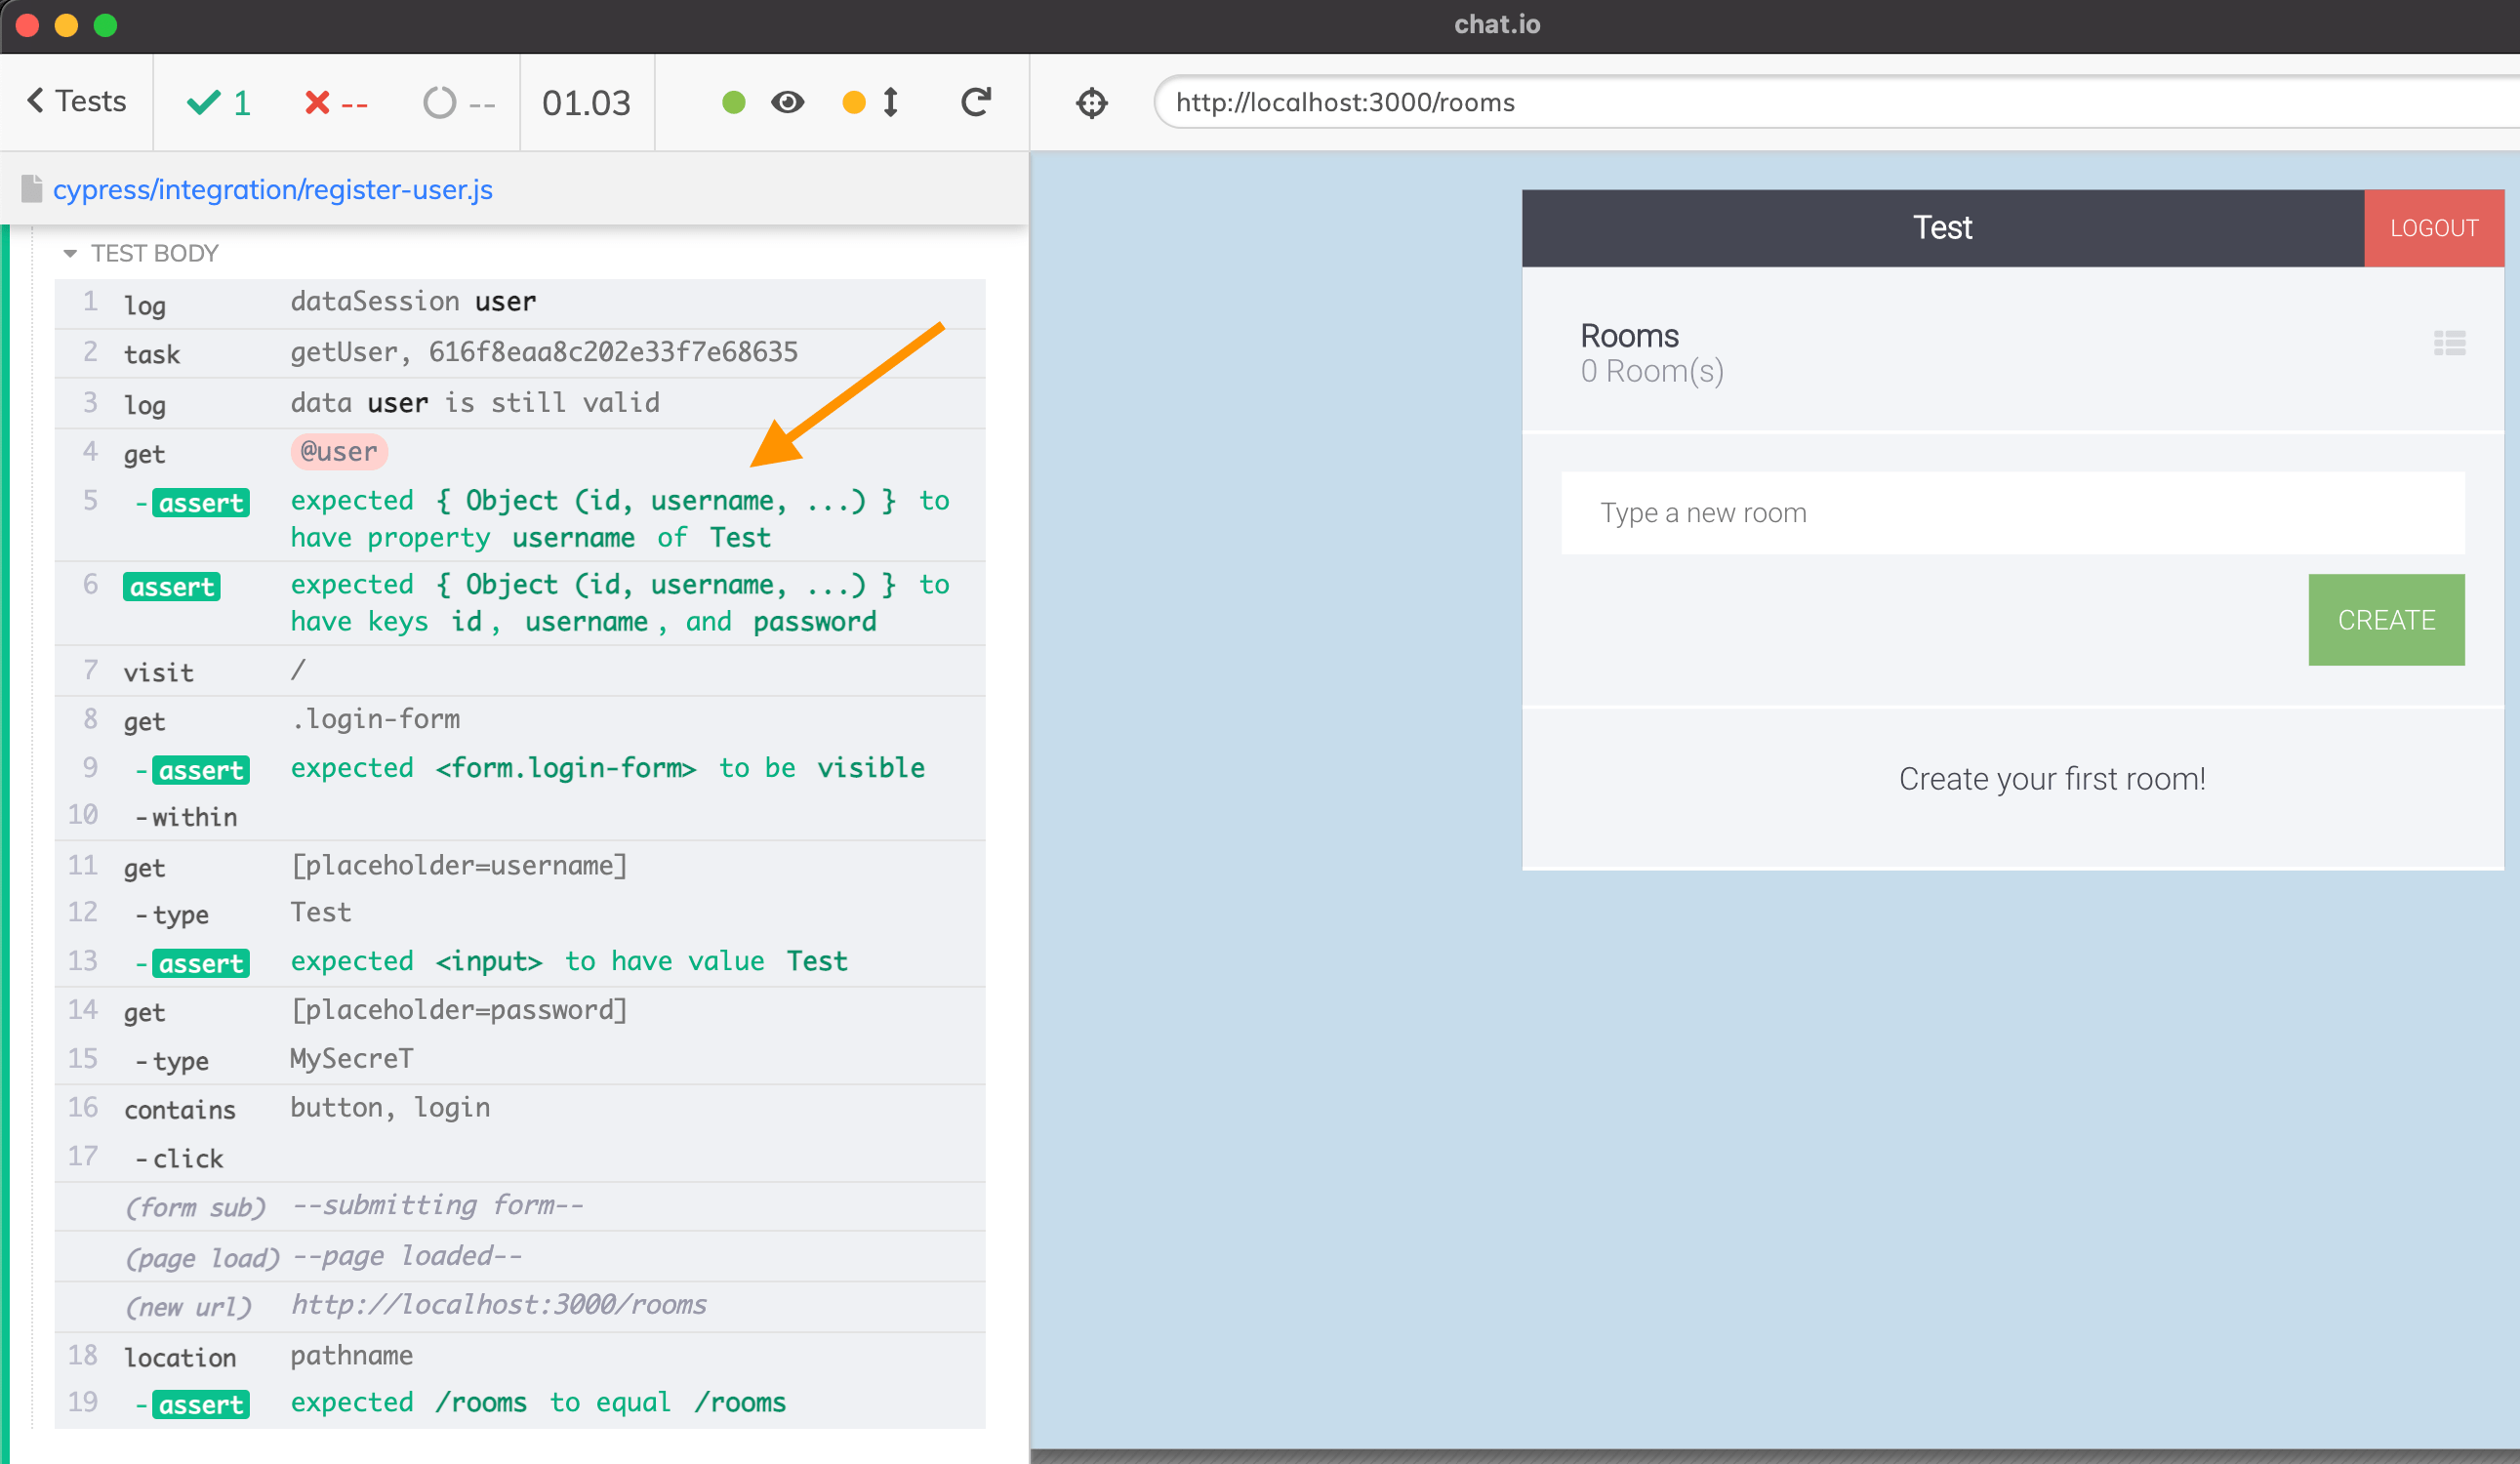 chat.io
Tests
1
--
--
01.03
http://localhost:3000/rooms
cypress/integration/register-user.js
TEST BODY
1 log dataSession user
2 task getUser, 616f8eaa8c202e33f7e68635
3 log data user is still valid
4 get @user
5 -assert expected { Object (id, username, ...) } to
have property username of Test
6 assert expected { Object (id, username, ...) } to
have keys id, username, and password
7 visit /
8 get .login-form
9 -assert expected <form.login-form> to be visible
10 -within
11 get [placeholder=username]
12 -type Test
13 -assert expected <input> to have value Test
14 get [placeholder=password]
15 -type MySecreT
16 contains button, login
17 -click
(form sub) --submitting form--
(page load) --page loaded--
(new url) http://localhost:3000/rooms
18 location pathname
19 -assert expected /rooms to equal /rooms
Test
LOGOUT
Rooms
0 Room(s)
Type a new room
CREATE
Create your first room!